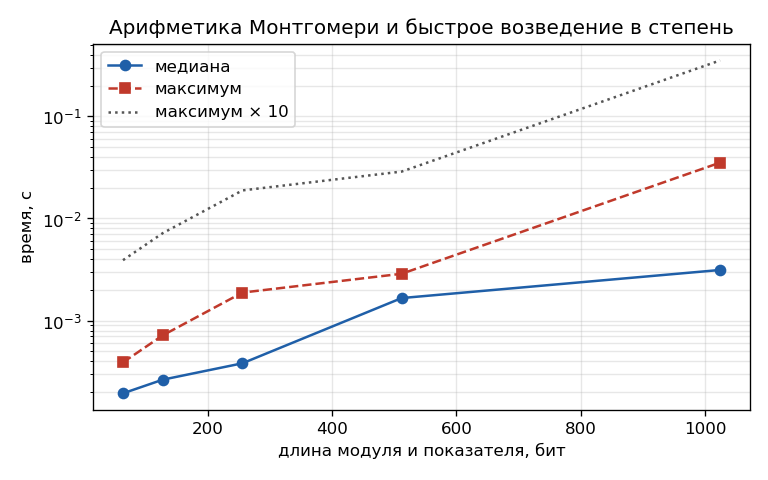 Арифметика Монтгомери и быстрое возведение в степень
медиана
максимум
максимум × 10
время, с
10⁻¹
10⁻²
10⁻³
200 400 600 800 1000
длина модуля и показателя, бит